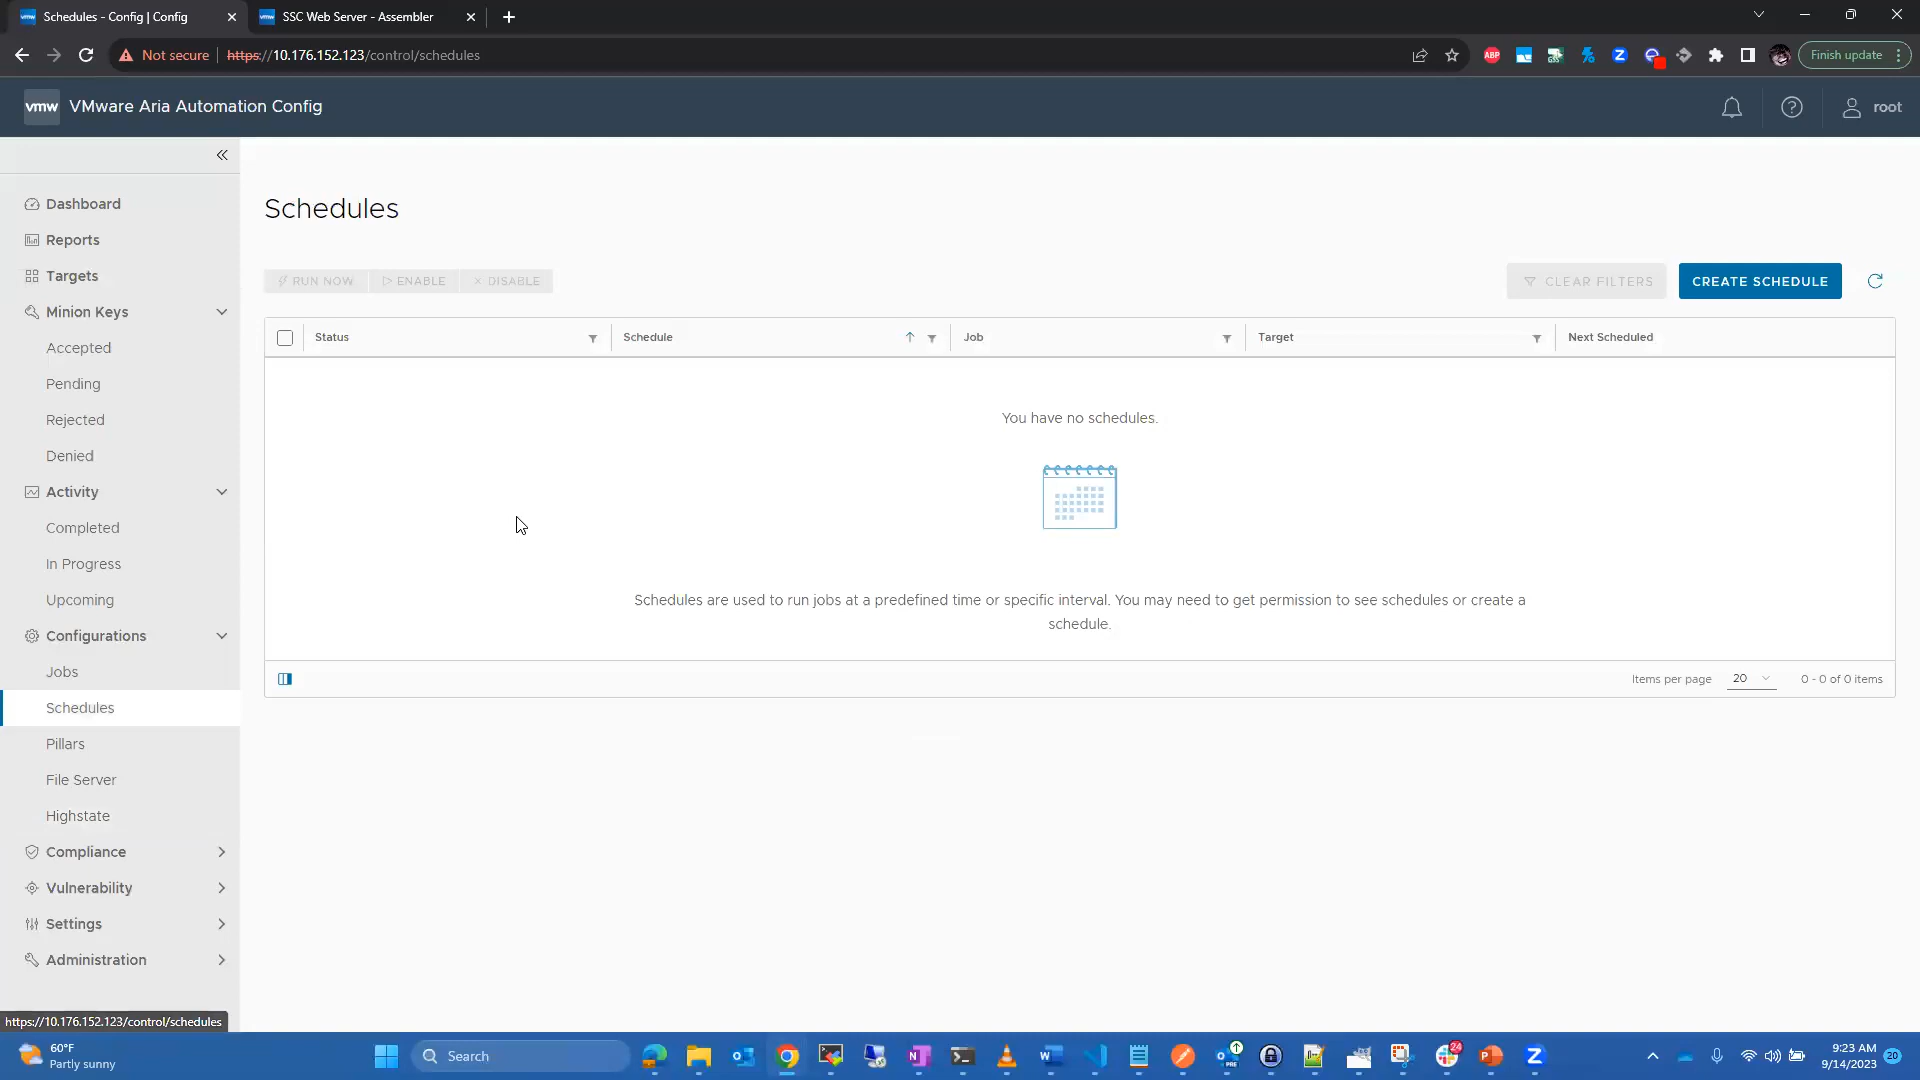 Schedules - Config | Config
SSC Web Server - Assembler
Not secure
https://10.176.152.123/control/schedules
ABP
Finish update
vmw
VMware Aria Automation Config
root
Dashboard
Reports
Targets
Minion Keys
Accepted
Pending
Rejected
Denied
Activity
Completed
In Progress
Upcoming
Configurations
Jobs
Schedules
Pillars
File Server
Highstate
Compliance
Vulnerability
Settings
Administration
Schedules
RUN NOW
ENABLE
DISABLE
CLEAR FILTERS
CREATE SCHEDULE
Status
Schedule
Job
Target
Next Scheduled
You have no schedules.
Schedules are used to run jobs at a predefined time or specific interval. You may need to get permission to see schedules or create a
schedule.
Items per page
20
0 - 0 of 0 items
https://10.176.152.123/control/schedules
60°F
Partly sunny
Search
PRE
24
9:23 AM
9/14/2023
20